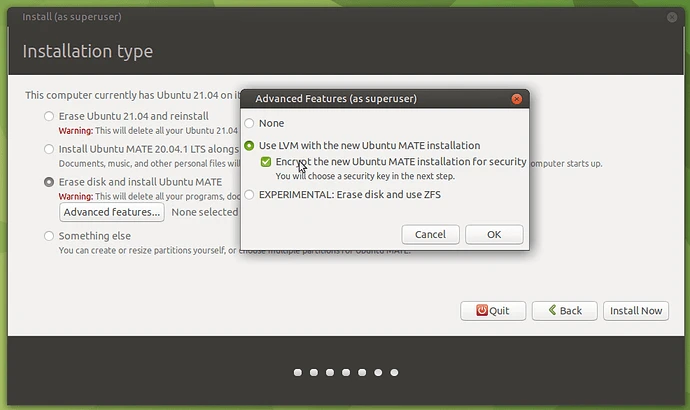 Install (as superuser)
Installation type
This computer currently has Ubuntu 21.04 on it
Erase Ubuntu 21.04 and reinstall
Warning: This will delete all your Ubuntu 21.04
Install Ubuntu MATE 20.04.1 LTS alongs
Documents, music, and other personal files will
omputer starts up.
Erase disk and install Ubuntu MATE
Warning: This will delete all your programs, doc
Advanced features... None selected
Something else
You can create or resize partitions yourself, or choose multiple partitions for Ubuntu MATE.
Advanced Features (as superuser)
None
Use LVM with the new Ubuntu MATE installation
Encrypt the new Ubuntu MATE installation for security
You will choose a security key in the next step.
EXPERIMENTAL: Erase disk and use ZFS
Cancel OK
Quit Back Install Now